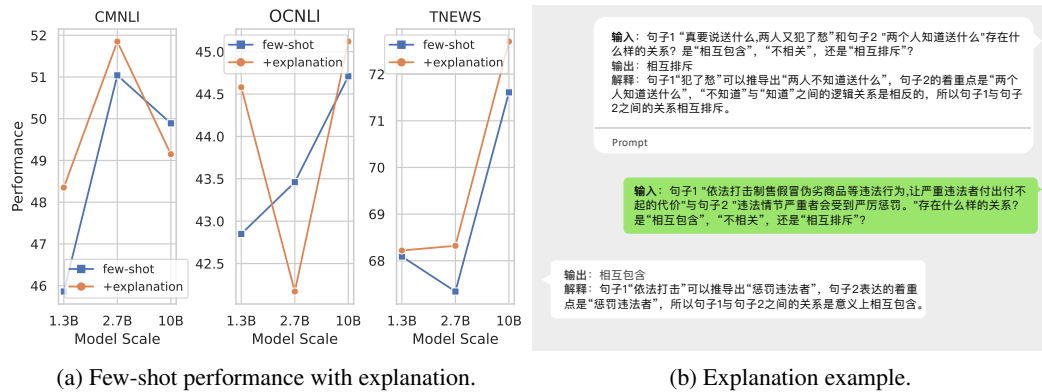 CMNLI
OCNLI
TNEWS
Performance
52
51
50
49
48
47
46
few-shot
+explanation
1.3B 2.7B 10B
Model Scale
45.0
44.5
44.0
43.5
43.0
42.5
few-shot
+explanation
1.3B 2.7B 10B
Model Scale
72
71
70
69
68
few-shot
+explanation
1.3B 2.7B 10B
Model Scale
(a) Few-shot performance with explanation.
输入：句子1 “真要说送什么,两人又犯了愁”和句子2 “两个人知道送什么”存在什
么样的关系？是“相互包含”，“不相关”，还是“相互排斥”？
输出：相互排斥
解释：句子1“犯了愁”可以推导出“两人不知道送什么”，句子2的着重点是“两个
人知道送什么”，“不知道”与“知道”之间的逻辑关系是相反的，所以句子1与句子
2之间的关系相互排斥。
Prompt
输入：句子1 "依法打击制售假冒伪劣商品等违法行为,让严重违法者付出付不
起的代价"与句子2 "违法情节严重者会受到严厉惩罚。"存在什么样的关系？
是“相互包含”，“不相关”，还是“相互排斥”？
输出：相互包含
解释：句子1“依法打击”可以推导出“惩罚违法者”，句子2表达的着重
点是“惩罚违法者”，所以句子1与句子2之间的关系是意义上相互包含。
(b) Explanation example.